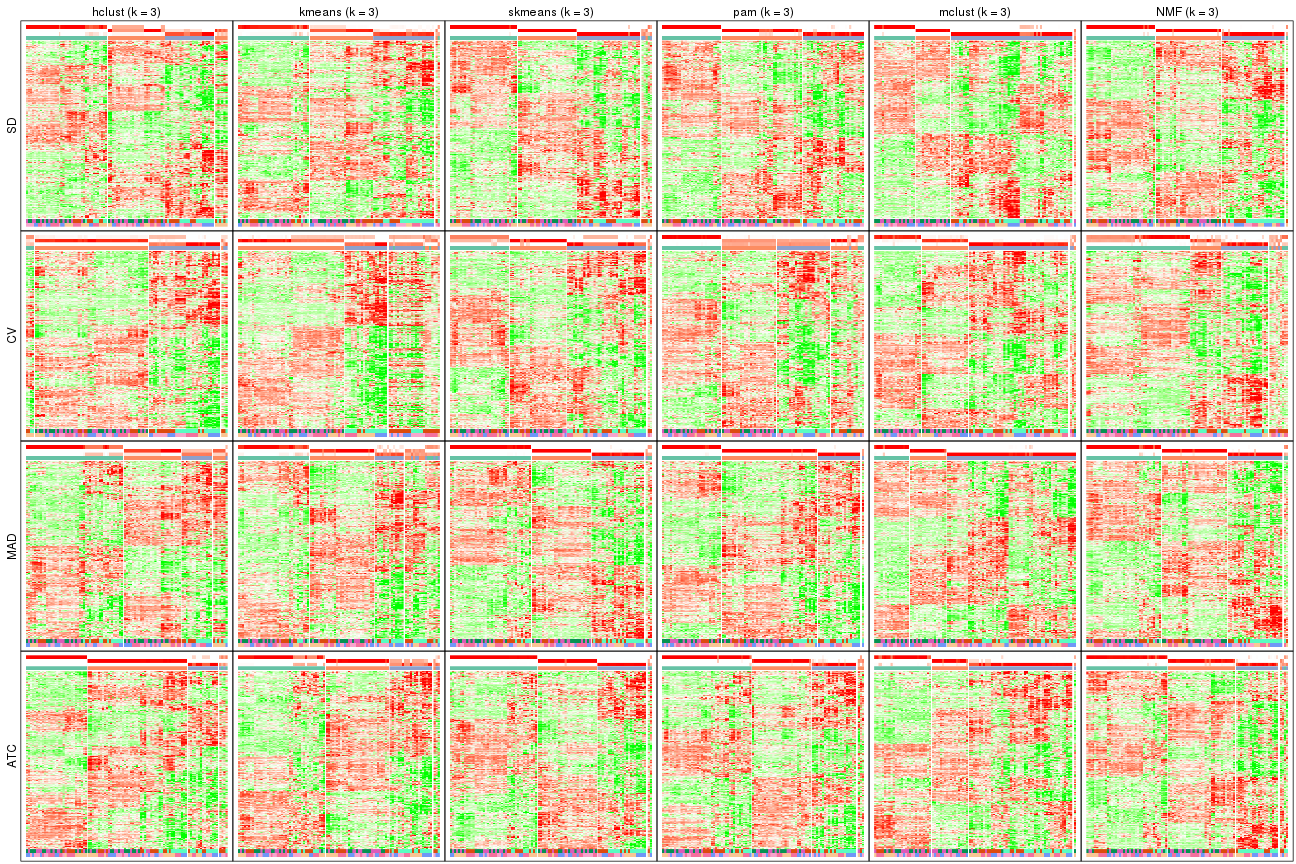 hclust (k = 3) kmeans (k = 3) skmeans (k = 3) pam (k = 3) mclust (k = 3) NMF (k = 3)
SD
CV
MAD
ATC